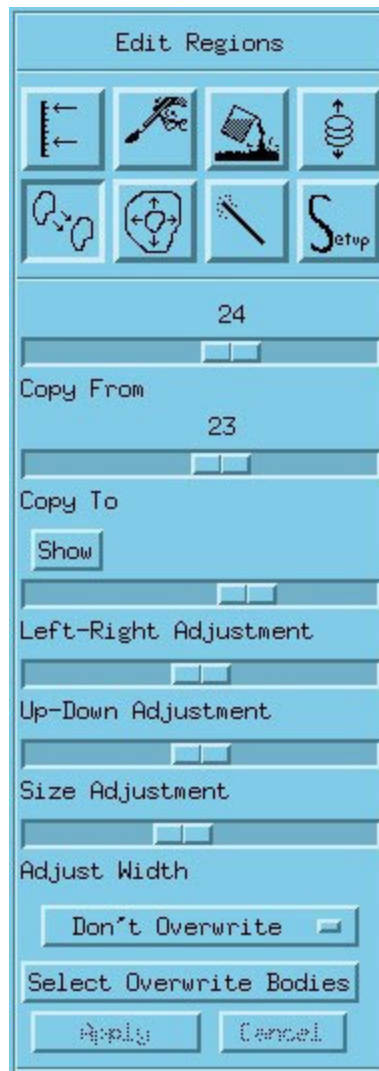 Edit Regions
Setup
24
Copy From
23
Copy To
Show
Left-Right Adjustment
Up-Down Adjustment
Size Adjustment
Adjust Width
Don"t Overwrite
Select Overwrite Bodies
Apply Cancel